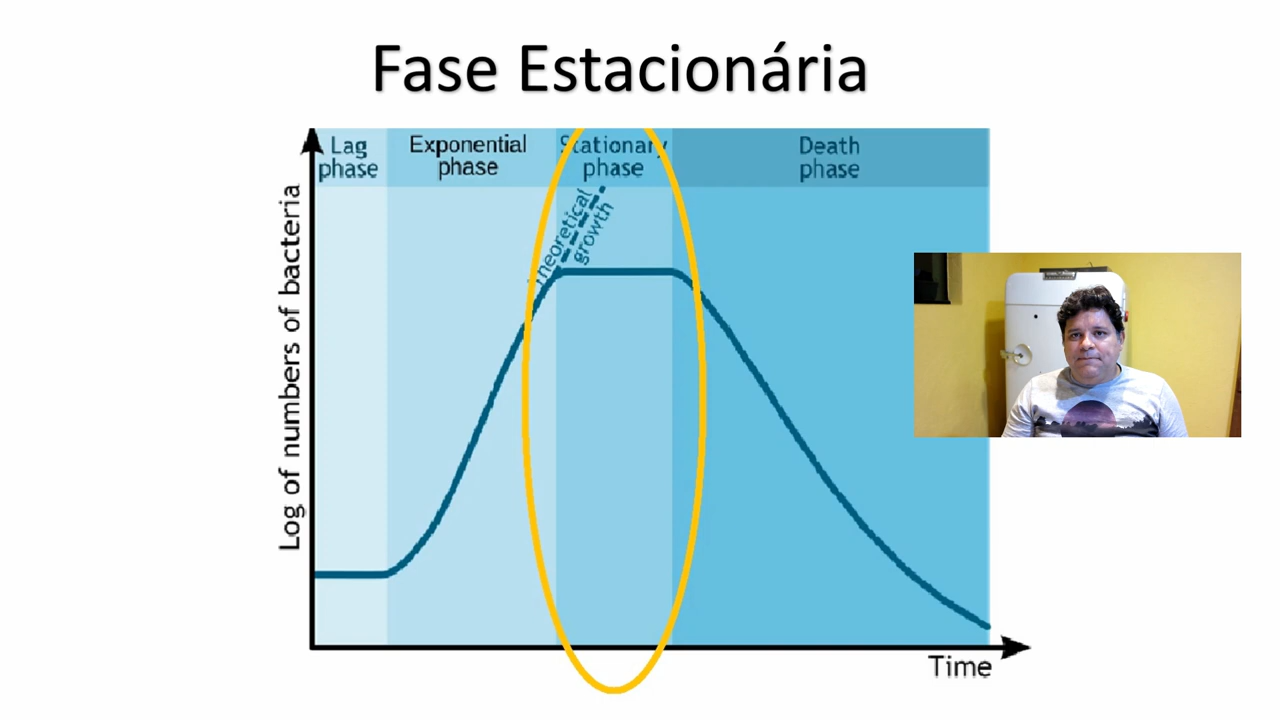 Fase Estacionária
Lag
phase
Exponential
phase
Stationary
phase
Death
phase
Theoretical
growth
Log of numbers of bacteria
Time